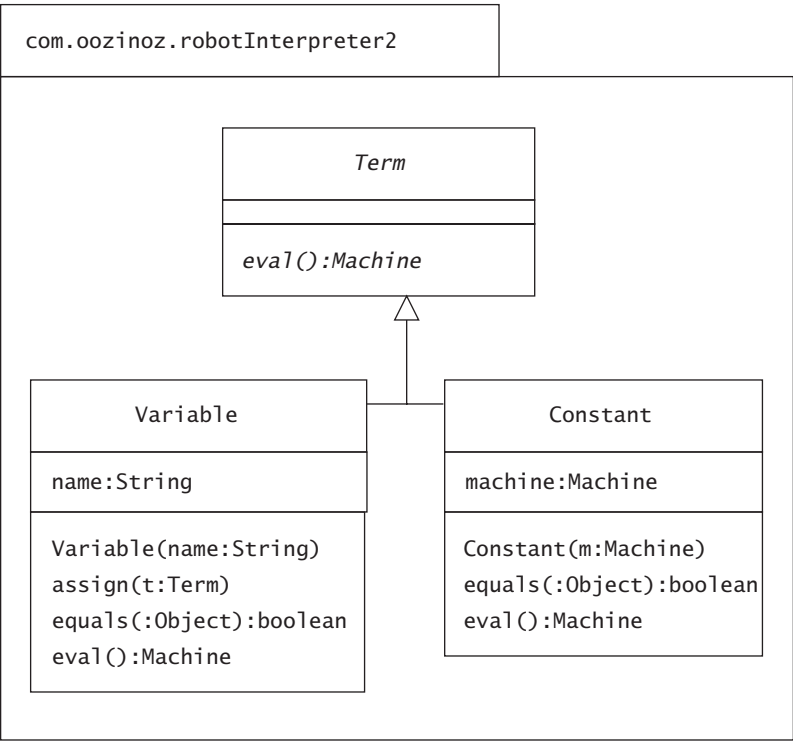 com.oozinoz.robotInterpreter2
Term
eval():Machine
Variable
name:String
Variable(name:String)
assign(t:Term)
equals(:Object):boolean
eval():Machine
Constant
machine:Machine
Constant(m:Machine)
equals(:Object):boolean
eval():Machine